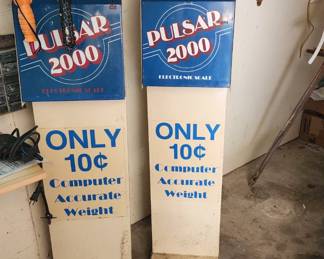 PULSAR
2000
ELECTRONIC SCALE
ONLY
10¢
Computer
Accurate
Weight
PULSAR
2000
ELECTRONIC SCALE
ONLY
10¢
Computer
Accurate
Weight